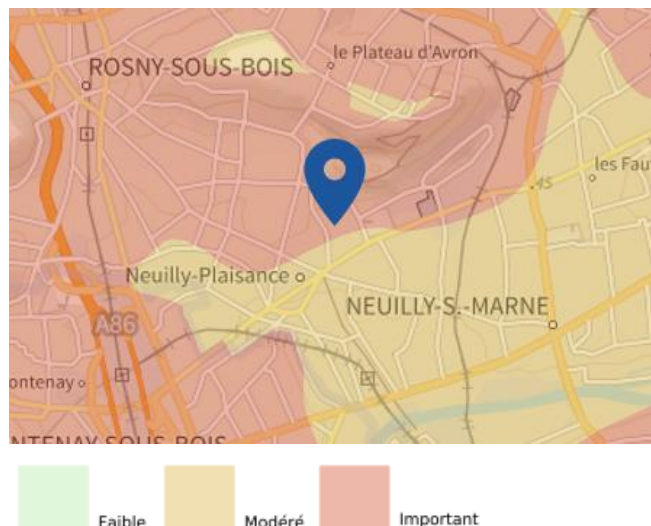 le Plateau d'Avron
ROSNY-SOUS-BOIS
45
les Fau
Neuilly-Plaisance
NEUILLY-S.-MARNE
A86
ontenay
NTENAY-SOUS-BOIS
Faible
Modéré
Important